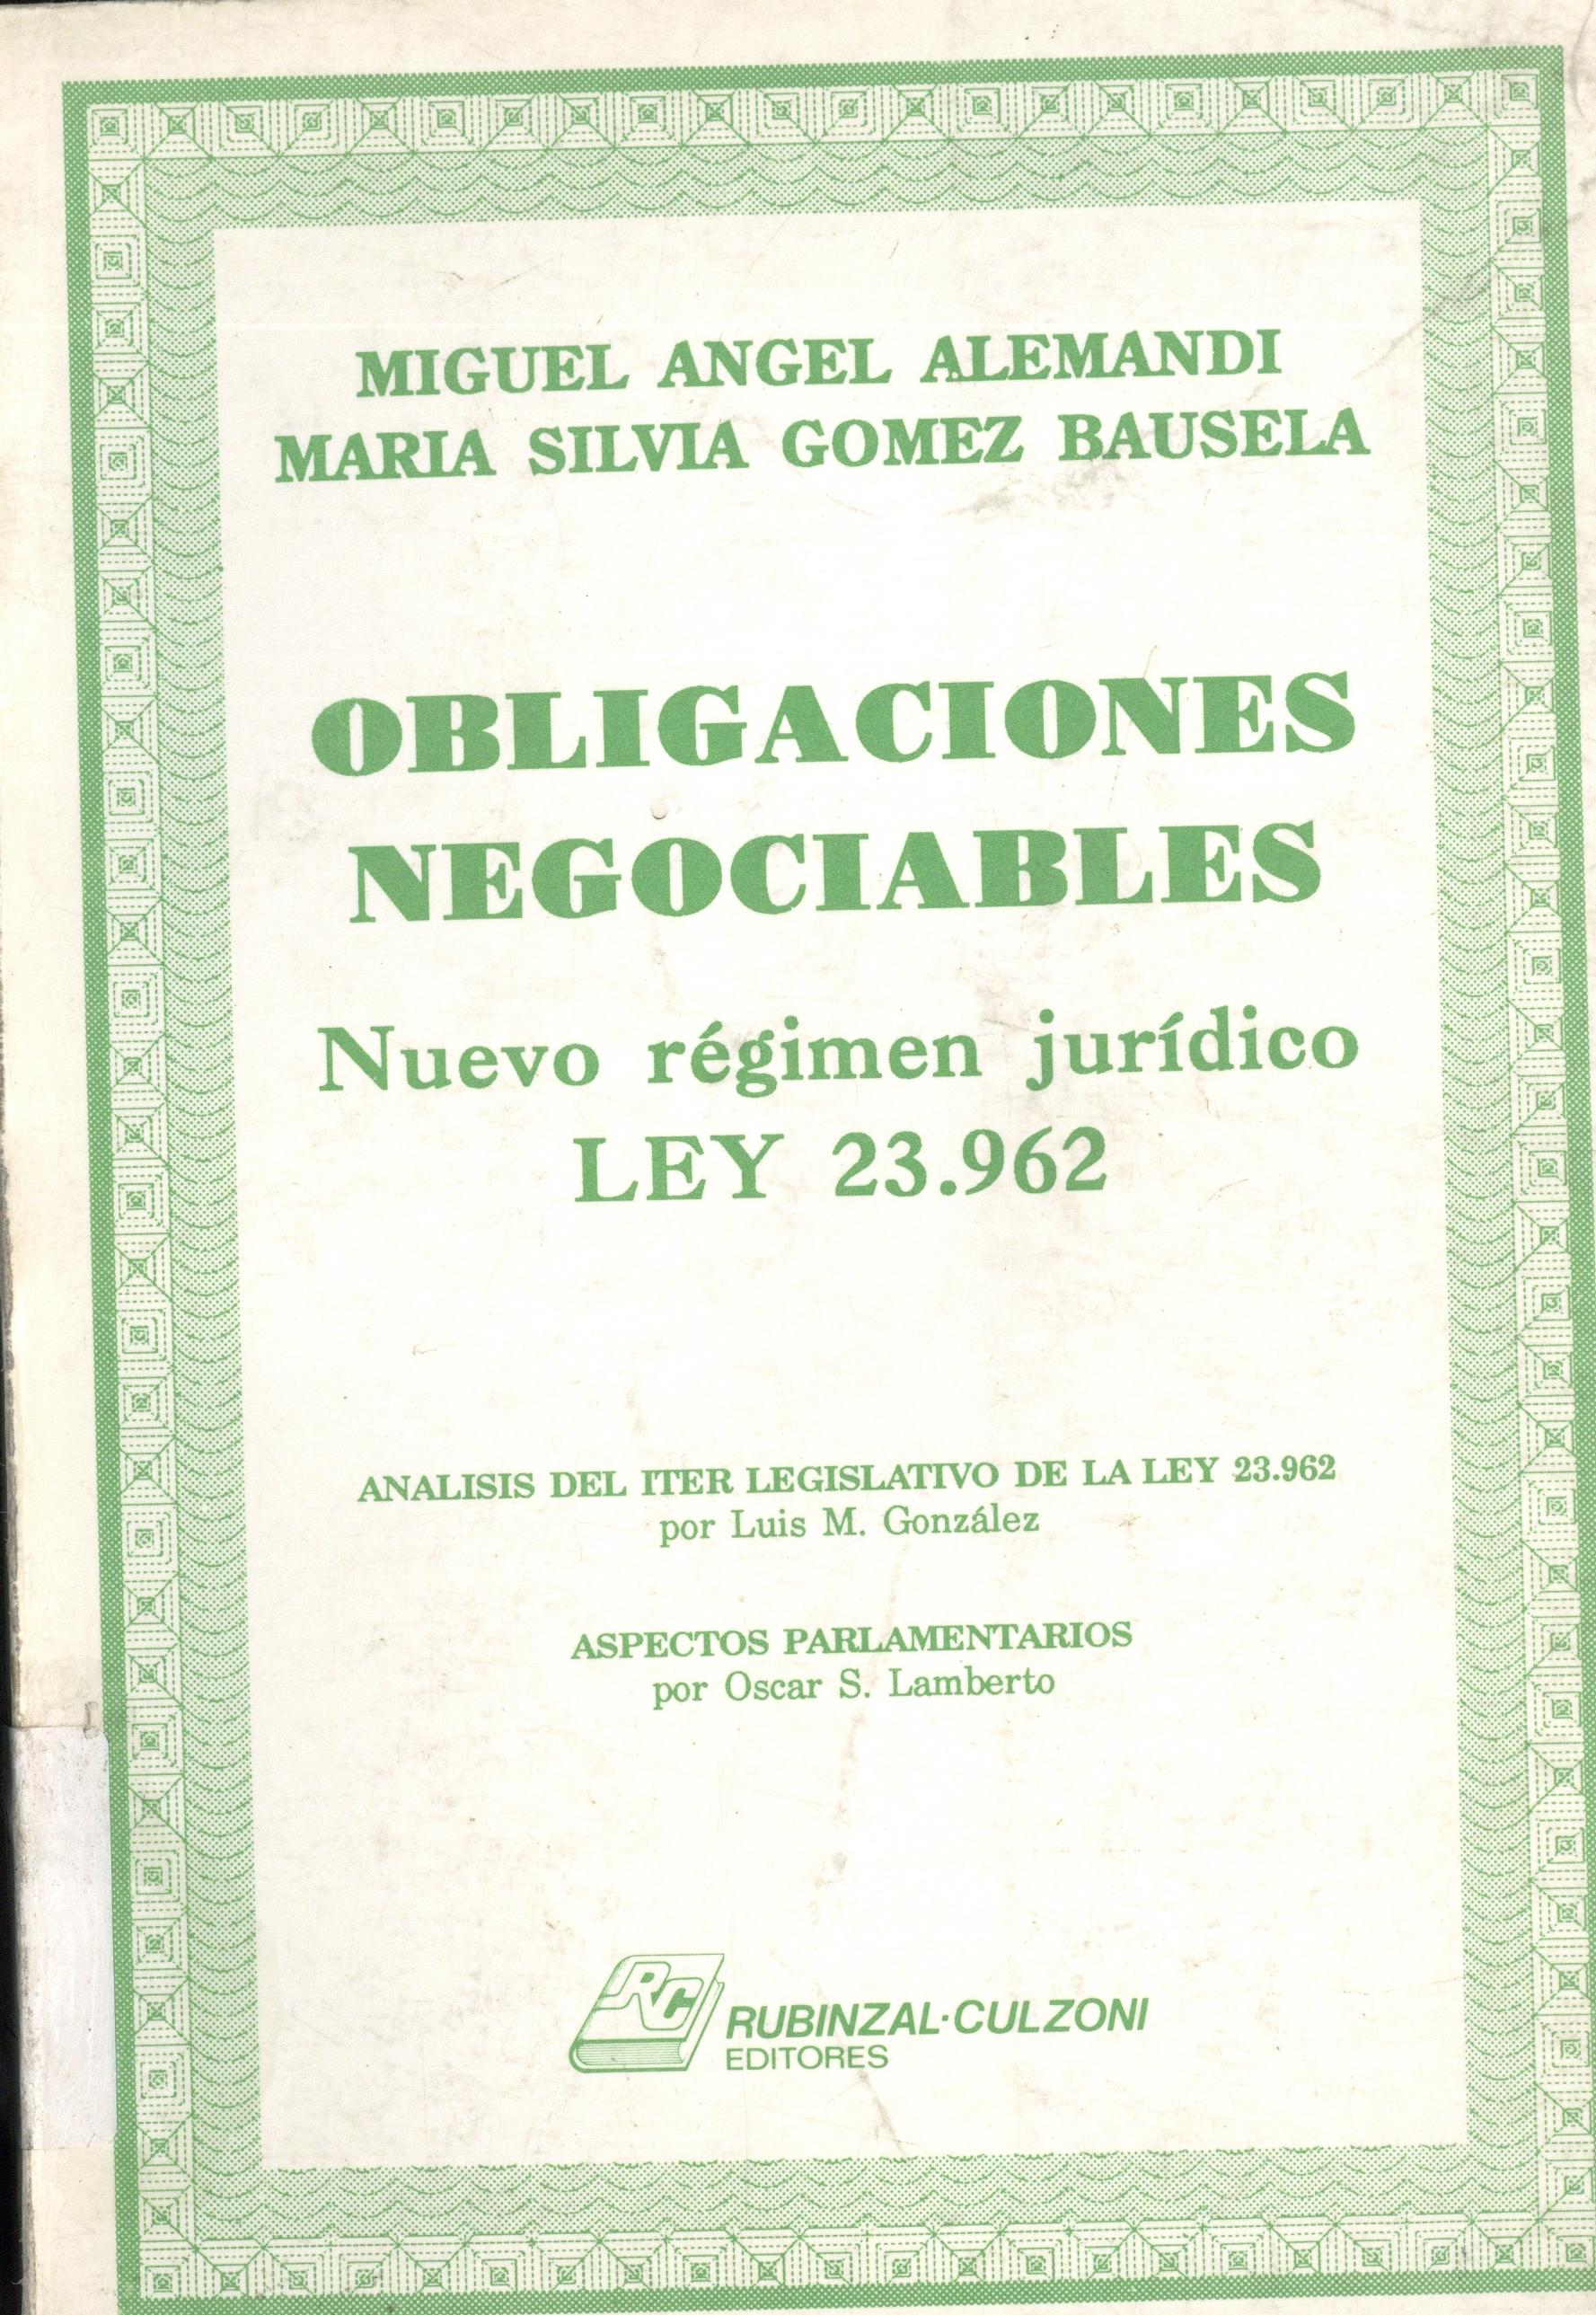 MIGUEL ANGEL ALEMANDI
MARIA SILVIA GOMEZ BAUSELA
OBLIGACIONES
NEGOCIABLES
Nuevo régimen jurídico
LEY 23.962
ANALISIS DEL ITER LEGISLATIVO DE LA LEY 23.962
por Luis M. González
ASPECTOS PARLAMENTARIOS
por Oscar S. Lamberto
RC
RUBINZAL·CULZONI
EDITORES